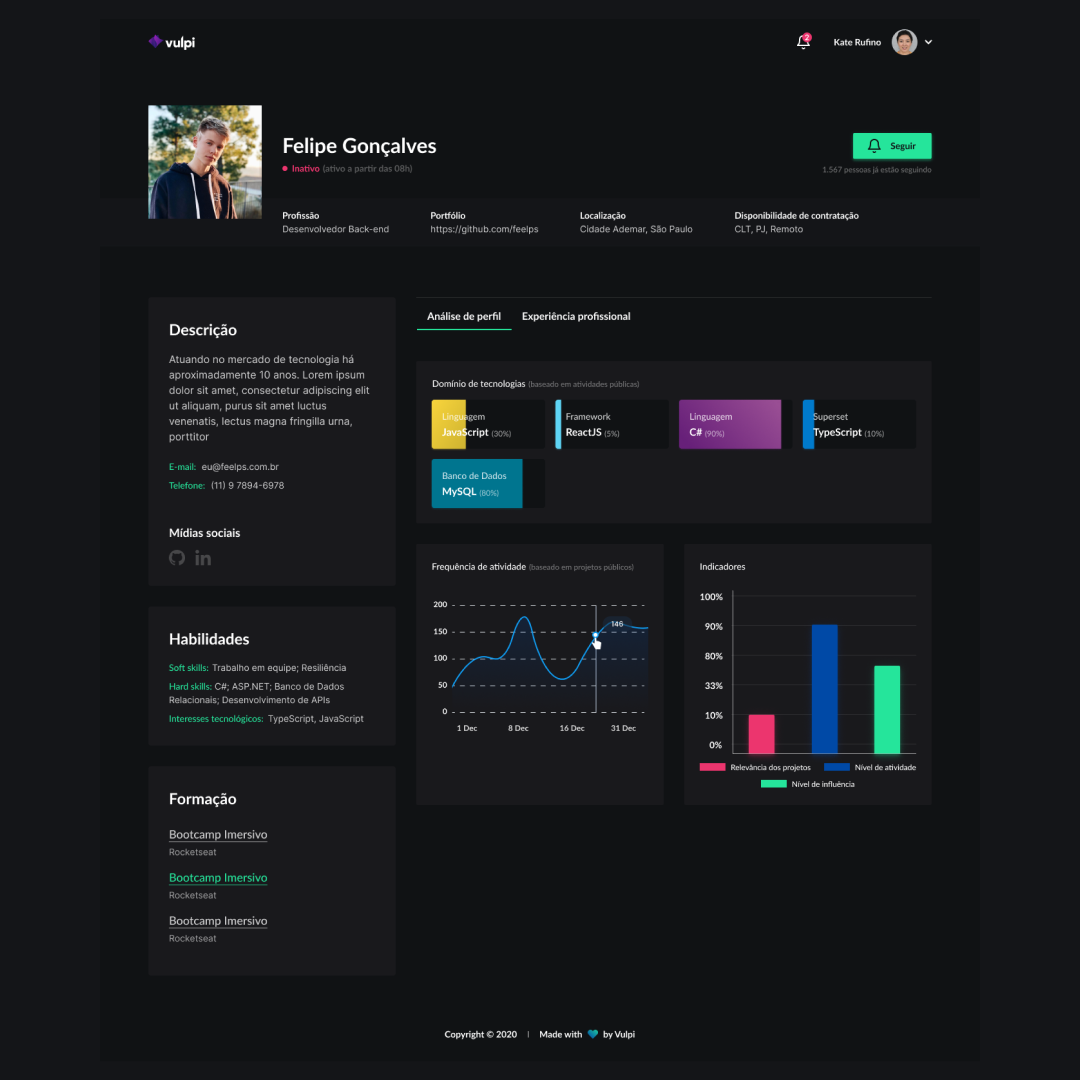 vulpi
2
Kate Rufino
Felipe Gonçalves
Inativo (ativo a partir das 08h)
Seguir
1.567 pessoas já estão seguindo
Profissão
Desenvolvedor Back-end
Portfólio
https://github.com/feelps
Localização
Cidade Ademar, São Paulo
Disponibilidade de contratação
CLT, PJ, Remoto
Descrição
Atuando no mercado de tecnologia há
aproximadamente 10 anos. Lorem ipsum
dolor sit amet, consectetur adipiscing elit
ut aliquam, purus sit amet luctus
venenatis, lectus magna fringilla urna,
porttitor
E-mail: eu@feelps.com.br
Telefone: (11) 9 7894-6978
Mídias sociais
in
Habilidades
Soft skills: Trabalho em equipe; Resiliência
Hard skills: C#; ASP.NET; Banco de Dados
Relacionais; Desenvolvimento de APIs
Interesses tecnológicos: TypeScript, JavaScript
Formação
Bootcamp Imersivo
Rocketseat
Bootcamp Imersivo
Rocketseat
Bootcamp Imersivo
Rocketseat
Análise de perfil
Experiência profissional
Domínio de tecnologias (baseado em atividades públicas)
Linguagem
JavaScript (30%)
Framework
ReactJS (5%)
Linguagem
C# (90%)
Superset
TypeScript (10%)
Banco de Dados
MySQL (80%)
Frequência de atividade (baseado em projetos públicos)
200
150
100
50
0
146
1 Dec
8 Dec
16 Dec
31 Dec
Indicadores
100%
90%
80%
33%
10%
0%
Relevância dos projetos
Nível de atividade
Nível de influência
Copyright © 2020 | Made with 💙 by Vulpi